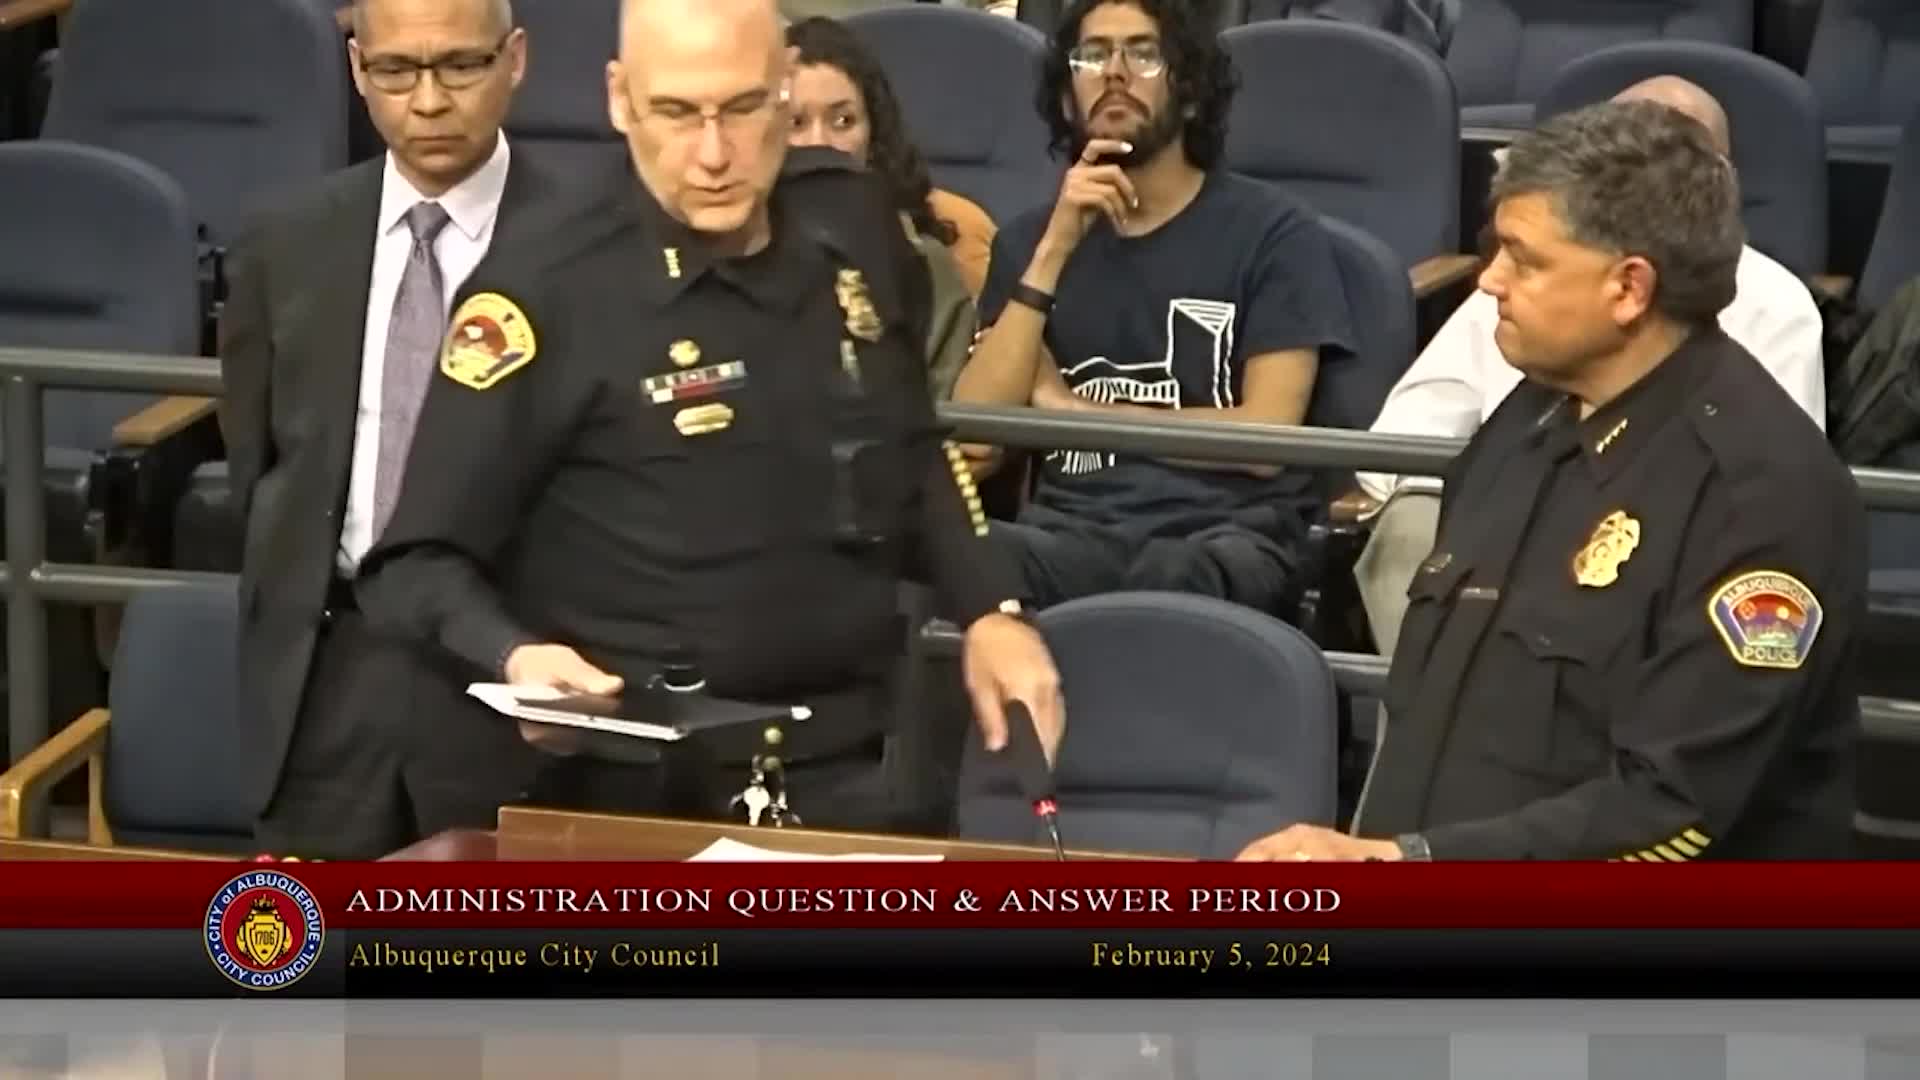 ALBUQUERQUE
POLICE
ADMINISTRATION QUESTION & ANSWER PERIOD
Albuquerque City Council
February 5, 2024
CITY of ALBUQUERQUE
1706
CITY COUNCIL